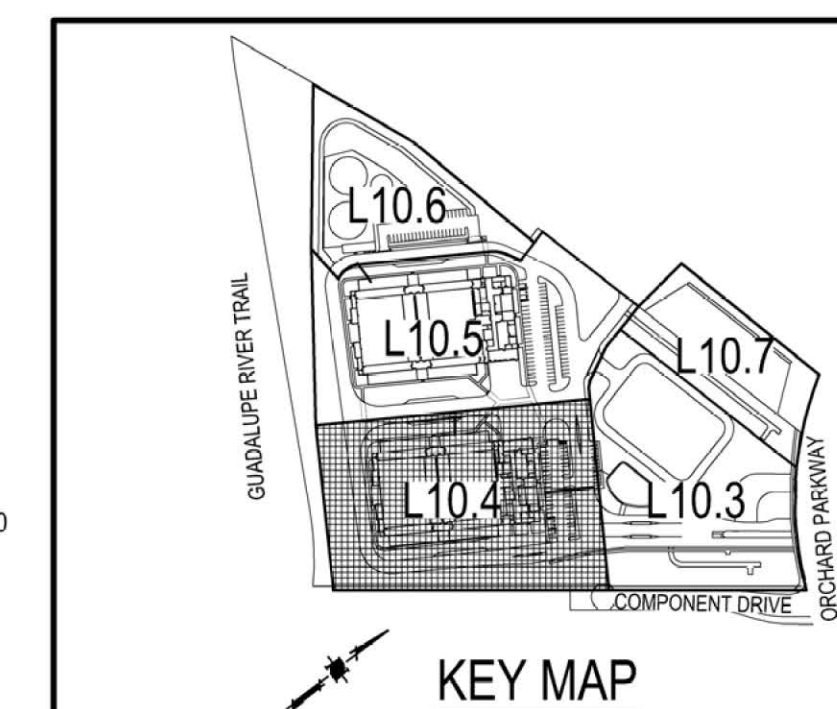 L10.6
GUADALUPE RIVER TRAIL
L10.5
L10.7
L10.4
L10.3
ORCHARD PARKWAY
0
COMPONENT DRIVE
KEY MAP